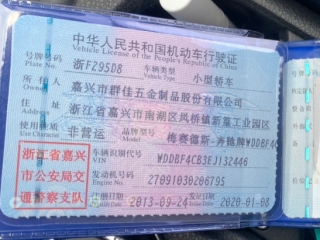 中华人民共和国机动车行驶证
Vehicle License of the People's Republic of China
号牌号码 浙F295D8 车辆类型 小型轿车
Plate No. Vehicle Type
所有人 嘉兴市群佳五金制品股份有限公司
Owner
住址 浙江省嘉兴市南湖区凤桥镇新篁工业园区
Address
使用性质 非营运 品牌型号 梅赛德斯-奔驰牌WDDBF4C
Use Character Model
浙江省嘉兴
市公安局交
通警察支队
车辆识别代号 WDDBF4CB3EJ132446
VIN
发动机号码 27091030206795
Engine No.
注册日期 2013-09-24 发证日期 2020-01-08
Register Date Issue Date